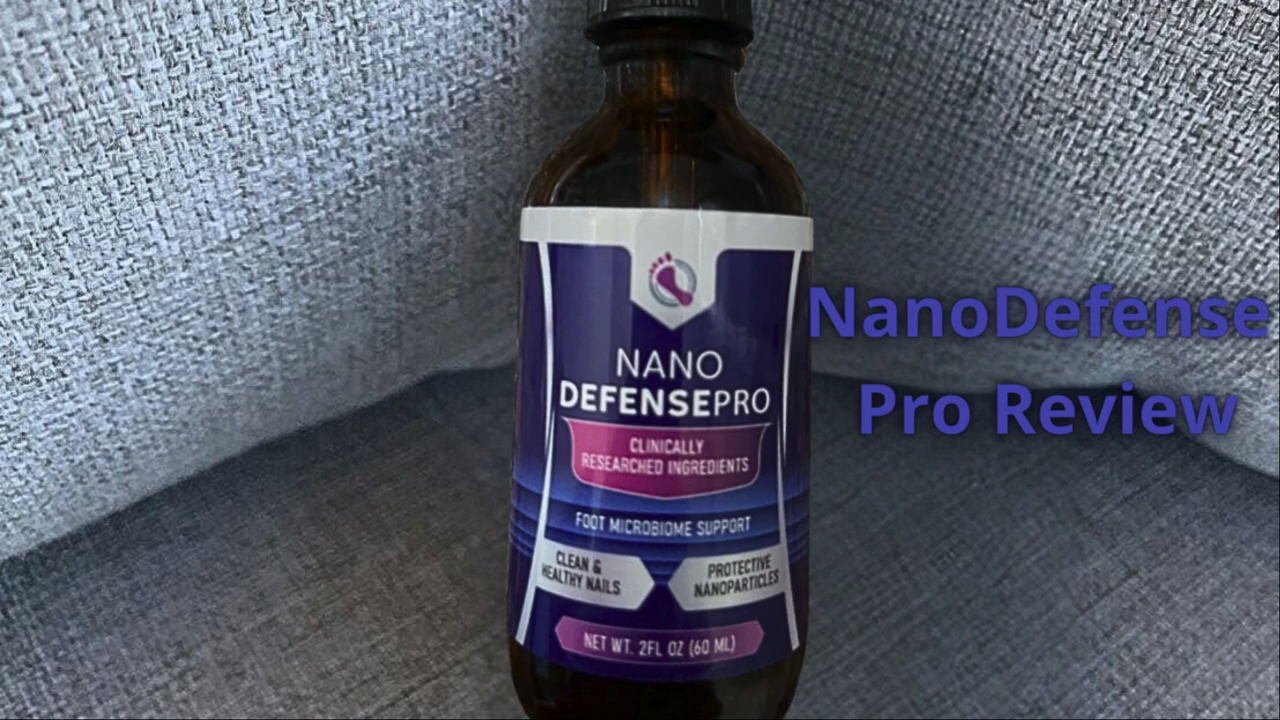 NANO
DEFENSEPRO
CLINICALLY
RESEARCHED INGREDIENTS
FOOT MICROBIOME SUPPORT
CLEAN &
HEALTHY NAILS
PROTECTIVE
NANOPARTICLES
NET WT. 2FL OZ (60 ML)
NanoDefense
Pro Review